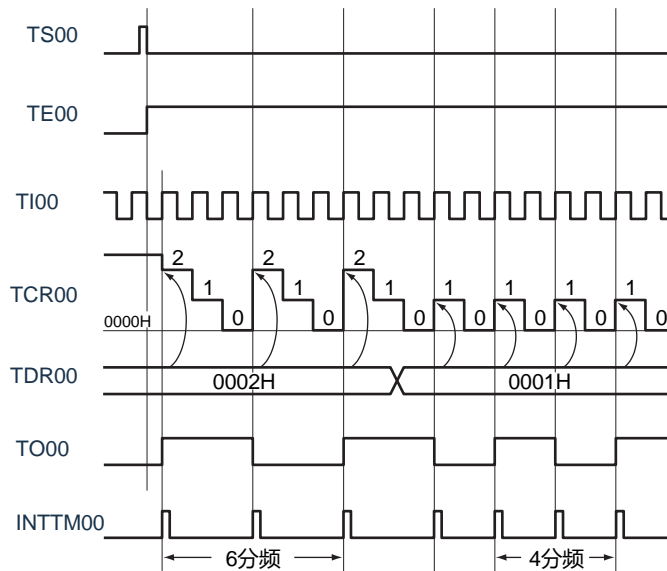 TS00
TE00
TI00
2 2 2
1 1 1 1 1 1 1
TCR00
0 0 0 0 0 0 0
0000H
TDR00
0002H 0001H
TO00
INTTM00
6分频 4分频